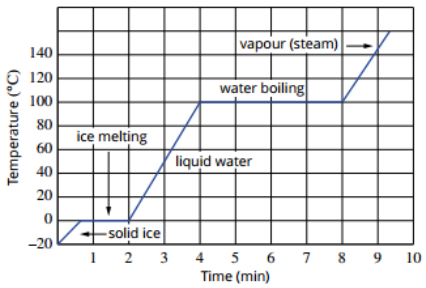 vapour (steam)
140
120
water boiling
100
80
ice melting
60
liquid water
40
20
0
solid ice
–20
1 2 3 4 5 6 7 8 9 10
Time (min)
Temperature (°C)